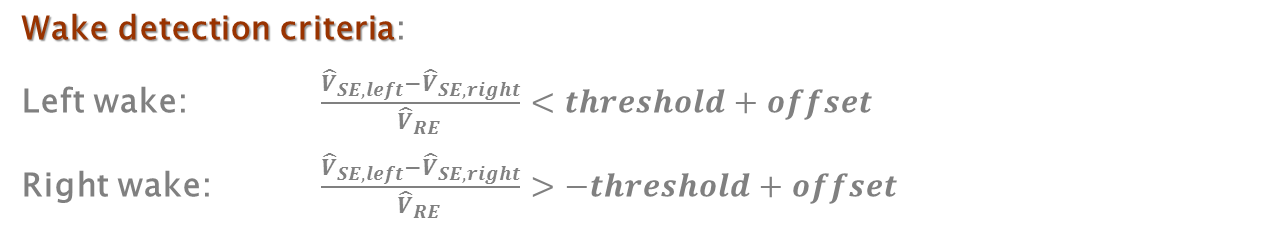 Wake detection criteria:
Left wake: (V̂_SE,left−V̂_SE,right)/V̂_RE < threshold + offset
Right wake: (V̂_SE,left−V̂_SE,right)/V̂_RE > −threshold + offset